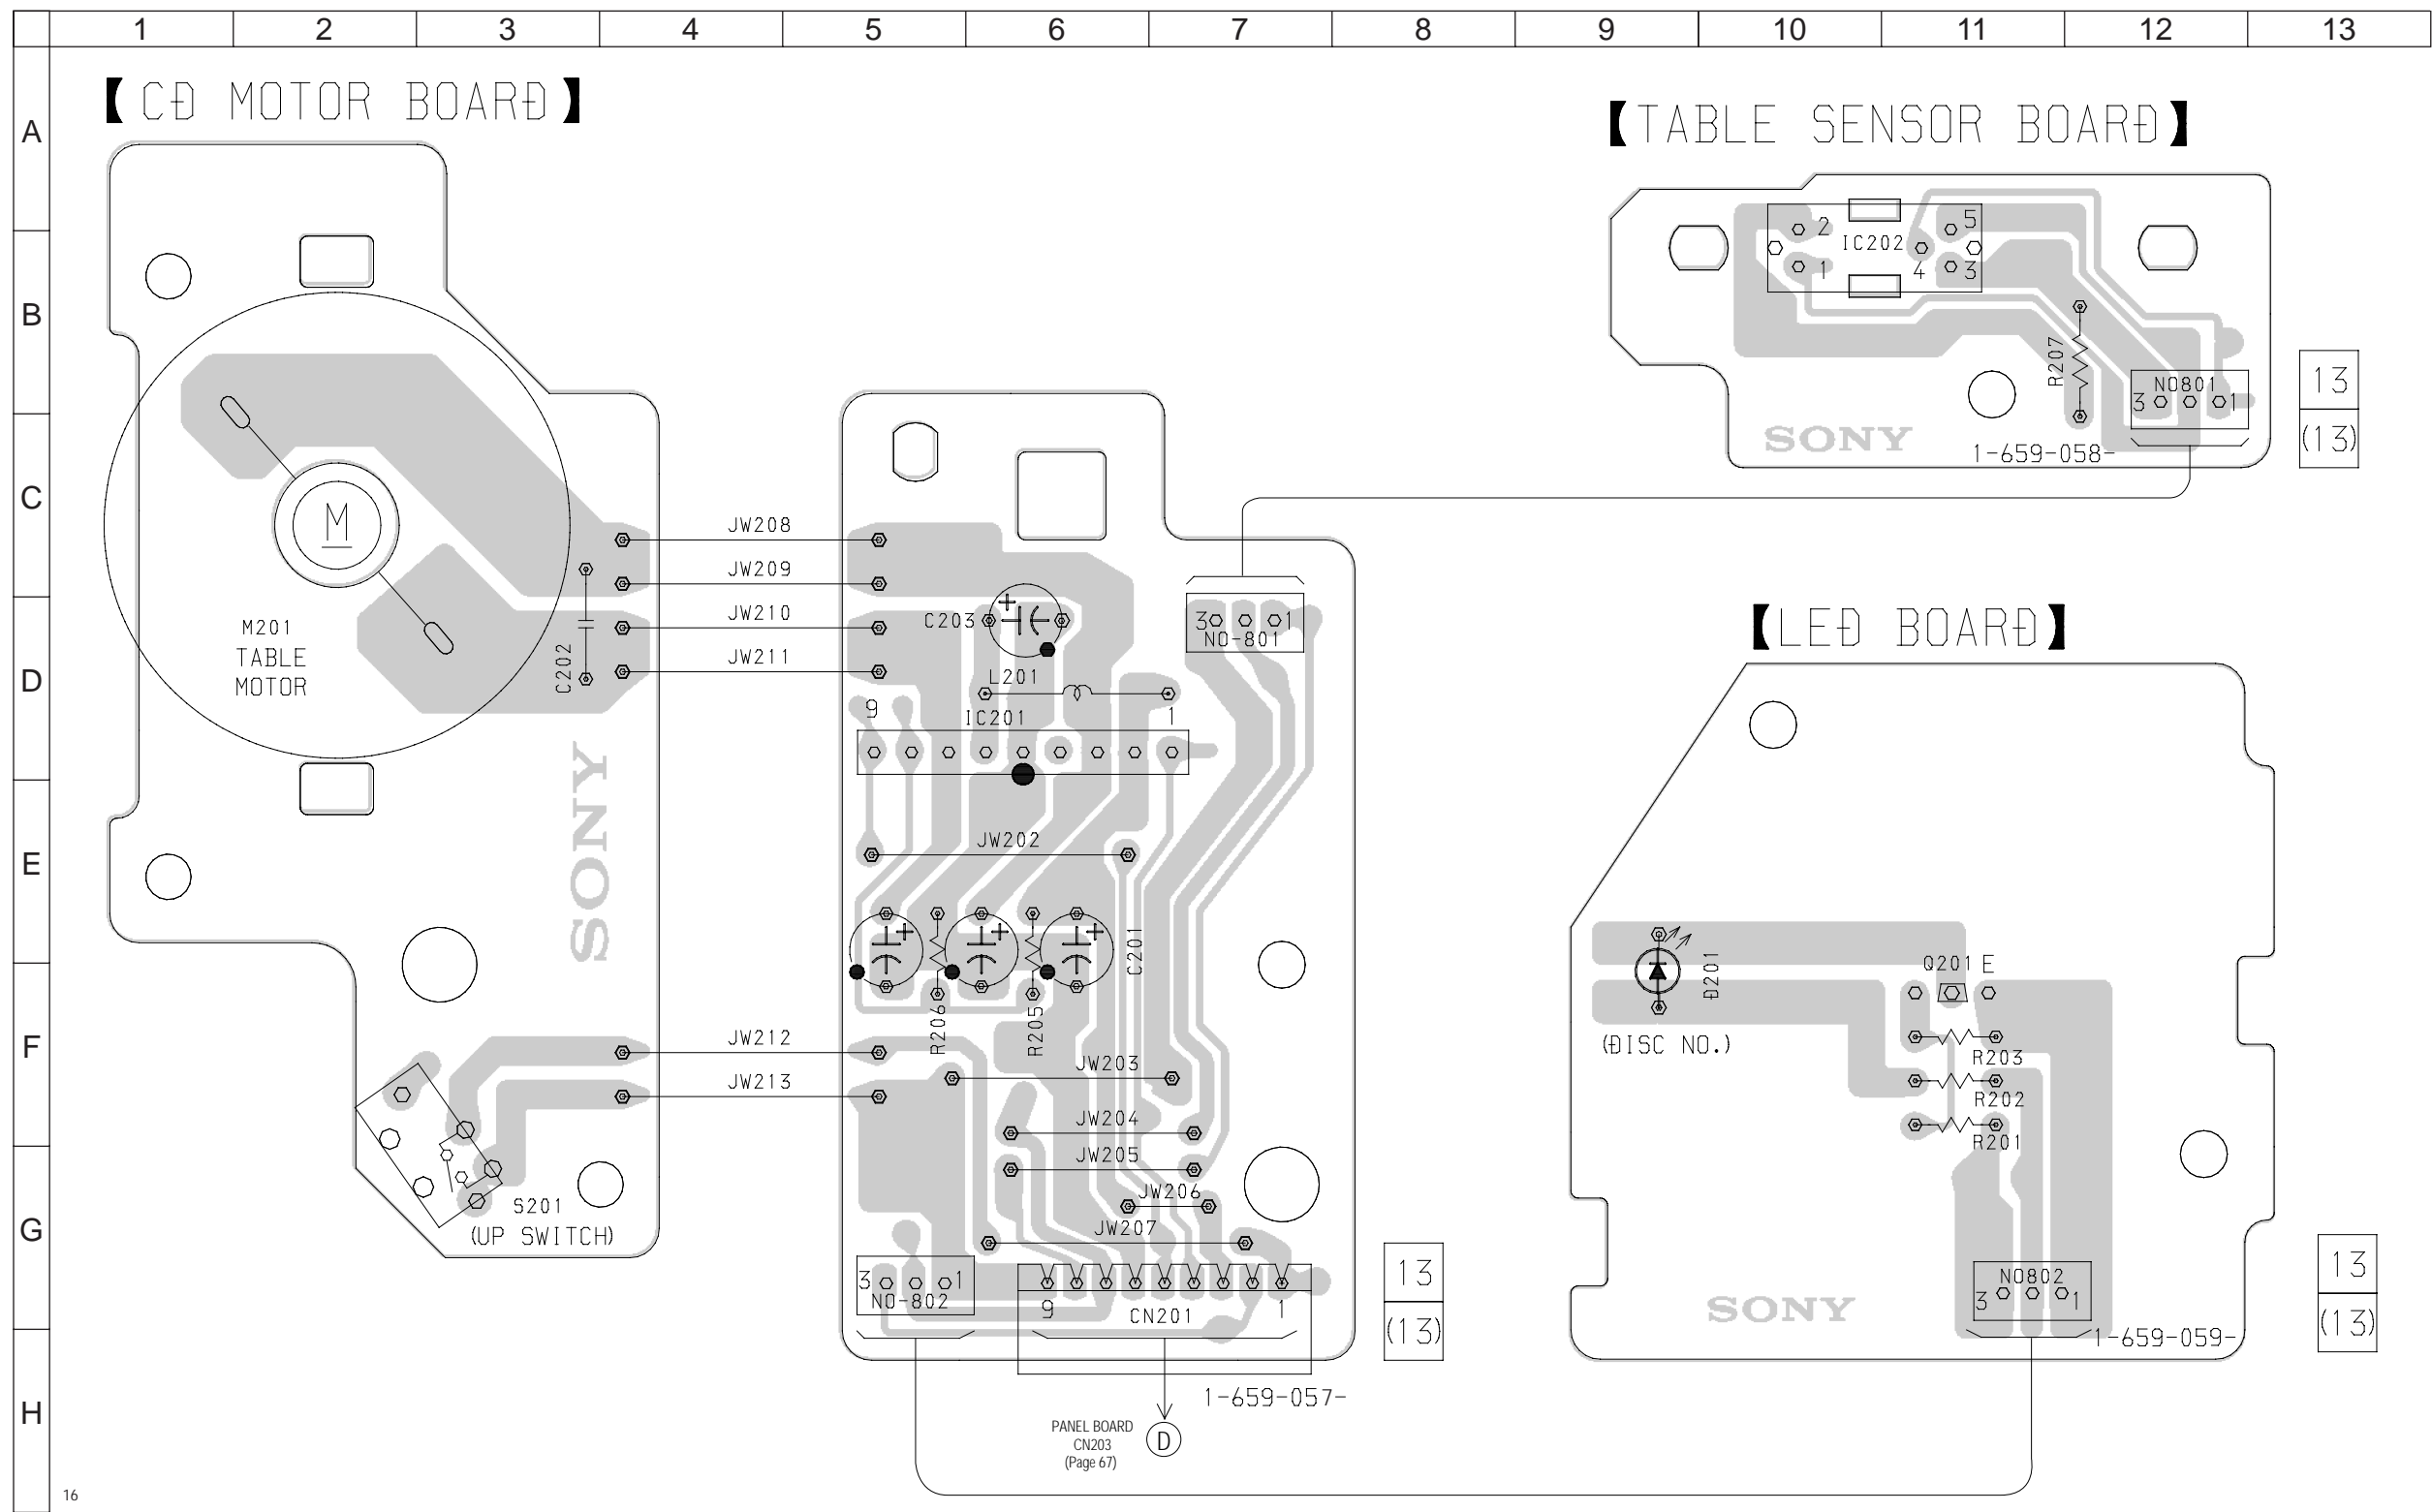 1 2 3 4 5 6 7 8 9 10 11 12 13
A
B
C
D
E
F
G
H
【CD MOTOR BOARD】
M
M201
TABLE
MOTOR
C202
SONY
S201
(UP SWITCH)
JW208
JW209
JW210
JW211
JW212
JW213
C203
L201
9
IC201
1
3
1
NO-801
JW202
C201
R206
R205
JW203
JW204
JW205
JW206
JW207
3
1
NO-802
9
CN201
1
1-659-057-
PANEL BOARD
CN203
(Page 67)
D
13
(13)
【TABLE SENSOR BOARD】
2
IC202
5
1
4
3
R207
NO801
3
1
SONY
1-659-058-
13
(13)
【LED BOARD】
D201
(DISC NO.)
Q201 E
R203
R202
R201
NO802
3
1
SONY
1-659-059-
13
(13)
16